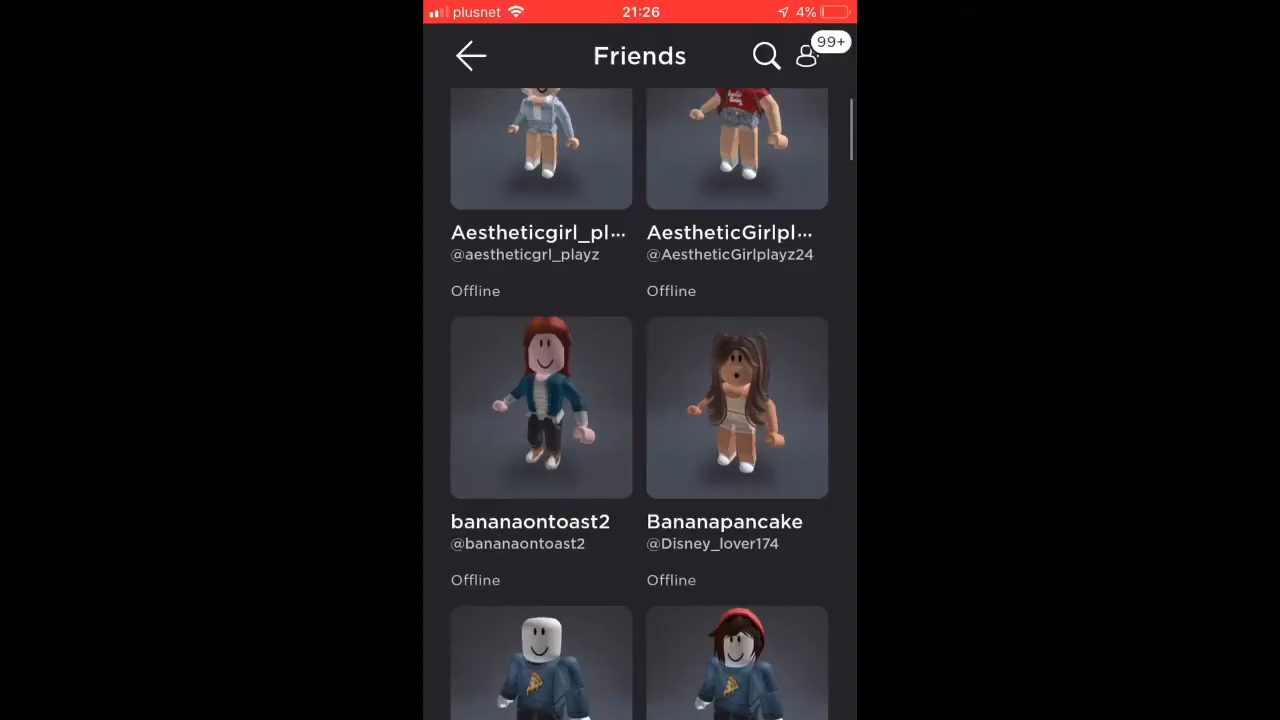 plusnet 21:26 4%
Friends 99+
Aestheticgirl_pl... AestheticGirlpl...
@aestheticgrl_playz @AestheticGirlplayz24
Offline Offline
bananaontoast2 Bananapancake
@bananaontoast2 @Disney_lover174
Offline Offline